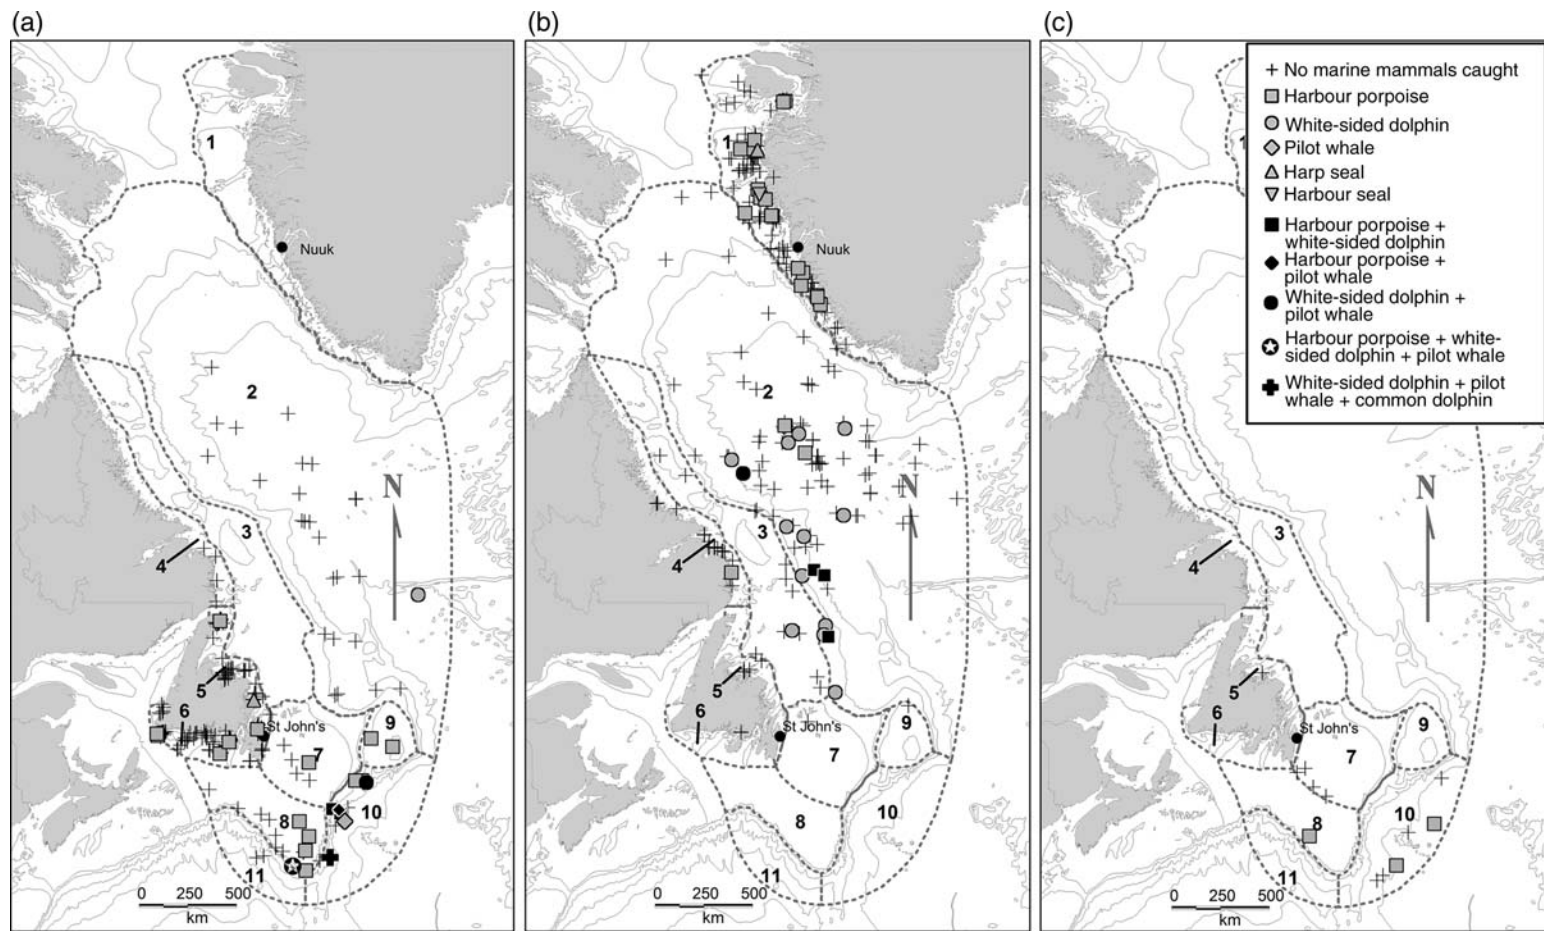 (a)
(b)
(c)
1
Nuuk
2
N
3
4
5
6
St John's
9
7
10
8
11
0 250 500
km
1
Nuuk
2
N
3
4
5
6
St John's
9
7
10
8
11
0 250 500
km
No marine mammals caught
Harbour porpoise
White-sided dolphin
Pilot whale
Harp seal
Harbour seal
Harbour porpoise +
white-sided dolphin
Harbour porpoise +
pilot whale
White-sided dolphin +
pilot whale
Harbour porpoise + white-
sided dolphin + pilot whale
White-sided dolphin + pilot
whale + common dolphin
N
3
4
5
6
St John's
9
7
10
8
11
0 250 500
km